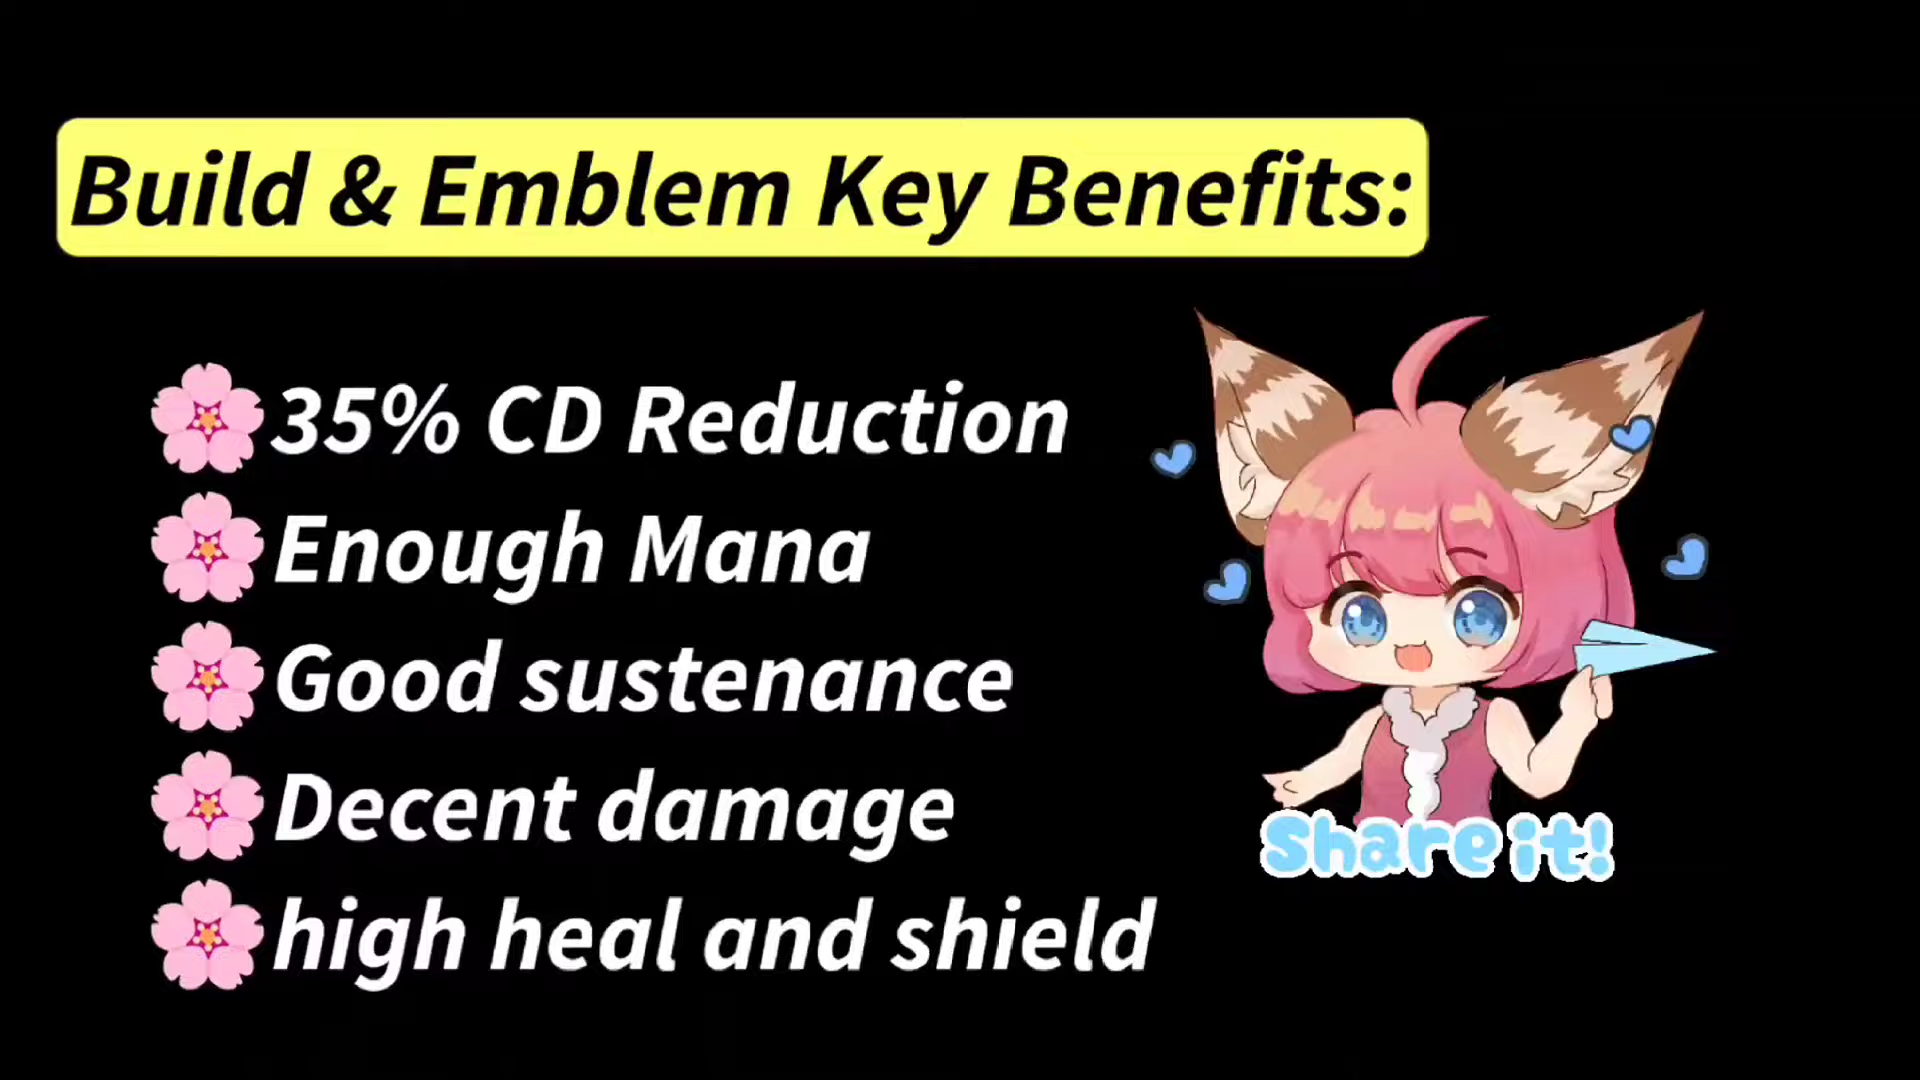 Build & Emblem Key Benefits:
35% CD Reduction
Enough Mana
Good sustenance
Decent damage
high heal and shield
Share it!